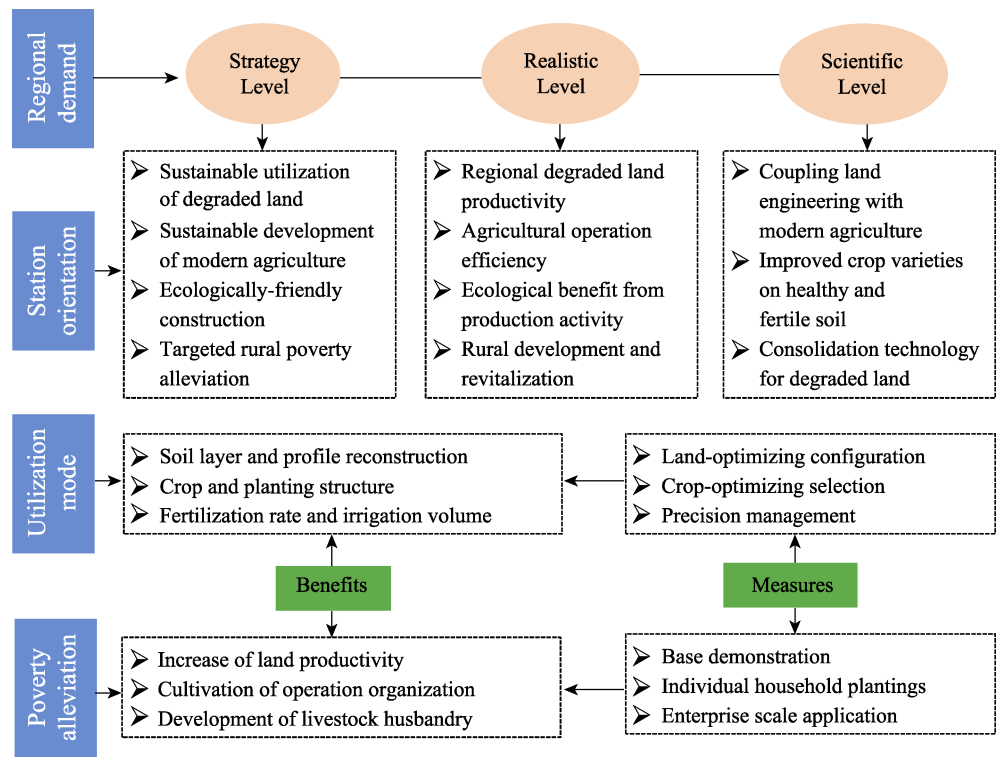 Regional
demand
Strategy
Level
Realistic
Level
Scientific
Level
Station
orientation
Sustainable utilization
of degraded land
Sustainable development
of modern agriculture
Ecologically-friendly
construction
Targeted rural poverty
alleviation
Regional degraded land
productivity
Agricultural operation
efficiency
Ecological benefit from
production activity
Rural development and
revitalization
Coupling land
engineering with
modern agriculture
Improved crop varieties
on healthy and
fertile soil
Consolidation technology
for degraded land
Utilization
mode
Soil layer and profile reconstruction
Crop and planting structure
Fertilization rate and irrigation volume
Land-optimizing configuration
Crop-optimizing selection
Precision management
Benefits
Measures
Poverty
alleviation
Increase of land productivity
Cultivation of operation organization
Development of livestock husbandry
Base demonstration
Individual household plantings
Enterprise scale application